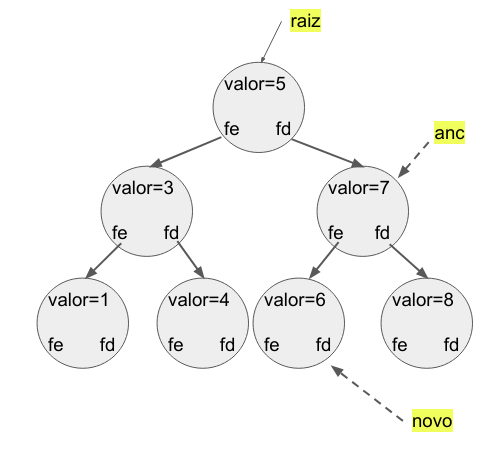 raiz
valor=5
fe fd
anc
valor=3
fe fd
valor=7
fe fd
valor=1
fe fd
valor=4
fe fd
valor=6
fe fd
valor=8
fe fd
novo